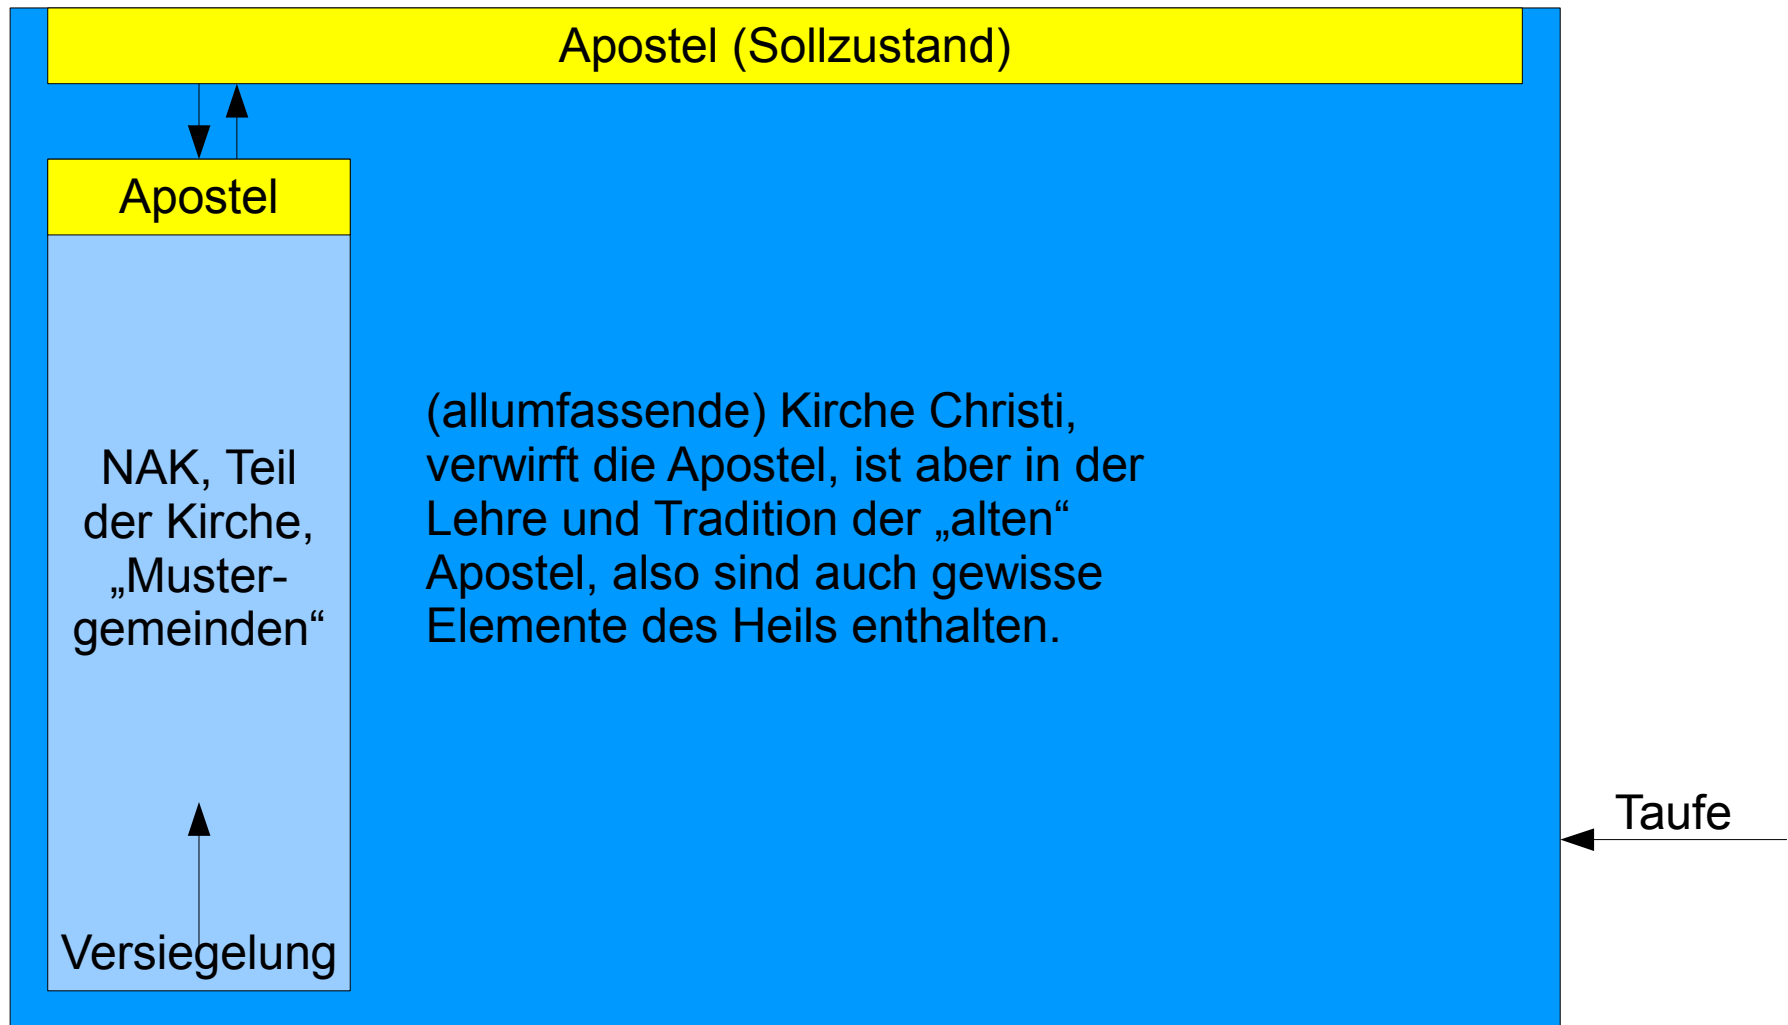 Apostel (Sollzustand)
Apostel
NAK, Teil
der Kirche,
„Muster-
gemeinden“
Versiegelung
(allumfassende) Kirche Christi,
verwirft die Apostel, ist aber in der
Lehre und Tradition der „alten“
Apostel, also sind auch gewisse
Elemente des Heils enthalten.
Taufe